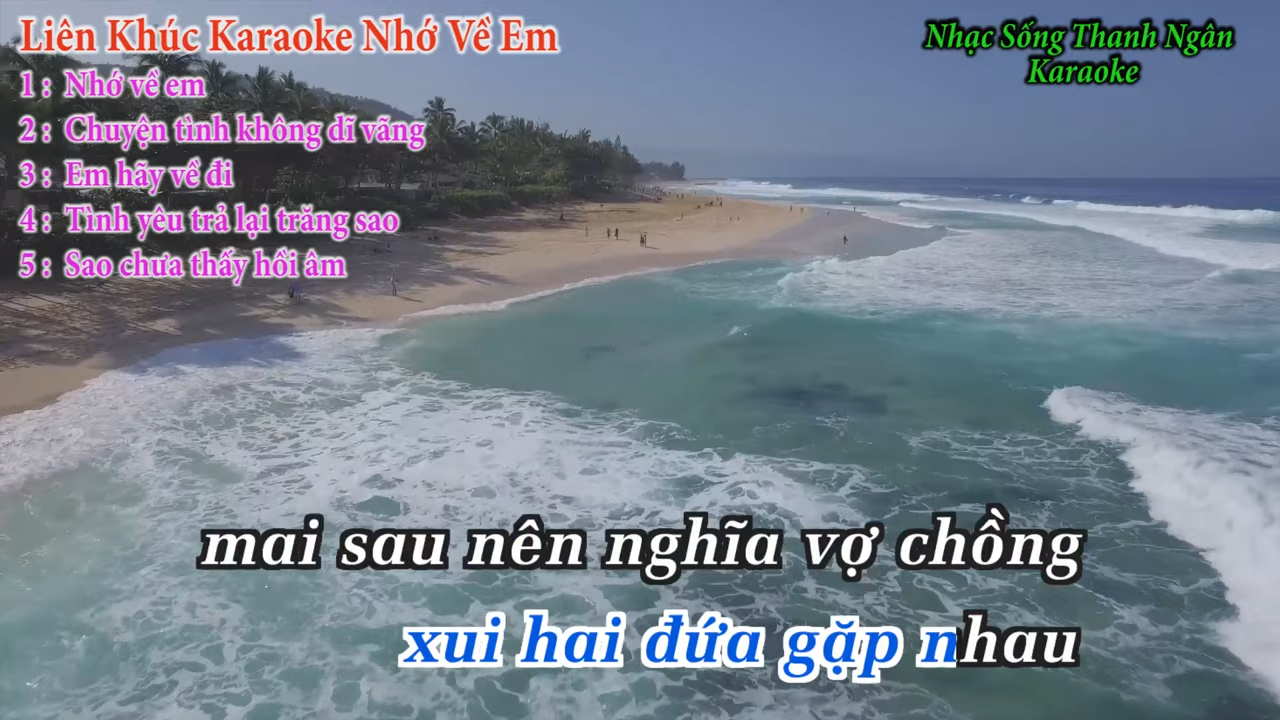 Liên Khúc Karaoke Nhớ Về Em
1 : Nhớ về em
2 : Chuyện tình không dĩ vãng
3 : Em hãy về đi
4 : Tình yêu trả lại trăng sao
5 : Sao chưa thấy hồi âm
Nhạc Sống Thanh Ngân
Karaoke
mai sau nên nghĩa vợ chồng
xui hai đứa gặp nhau